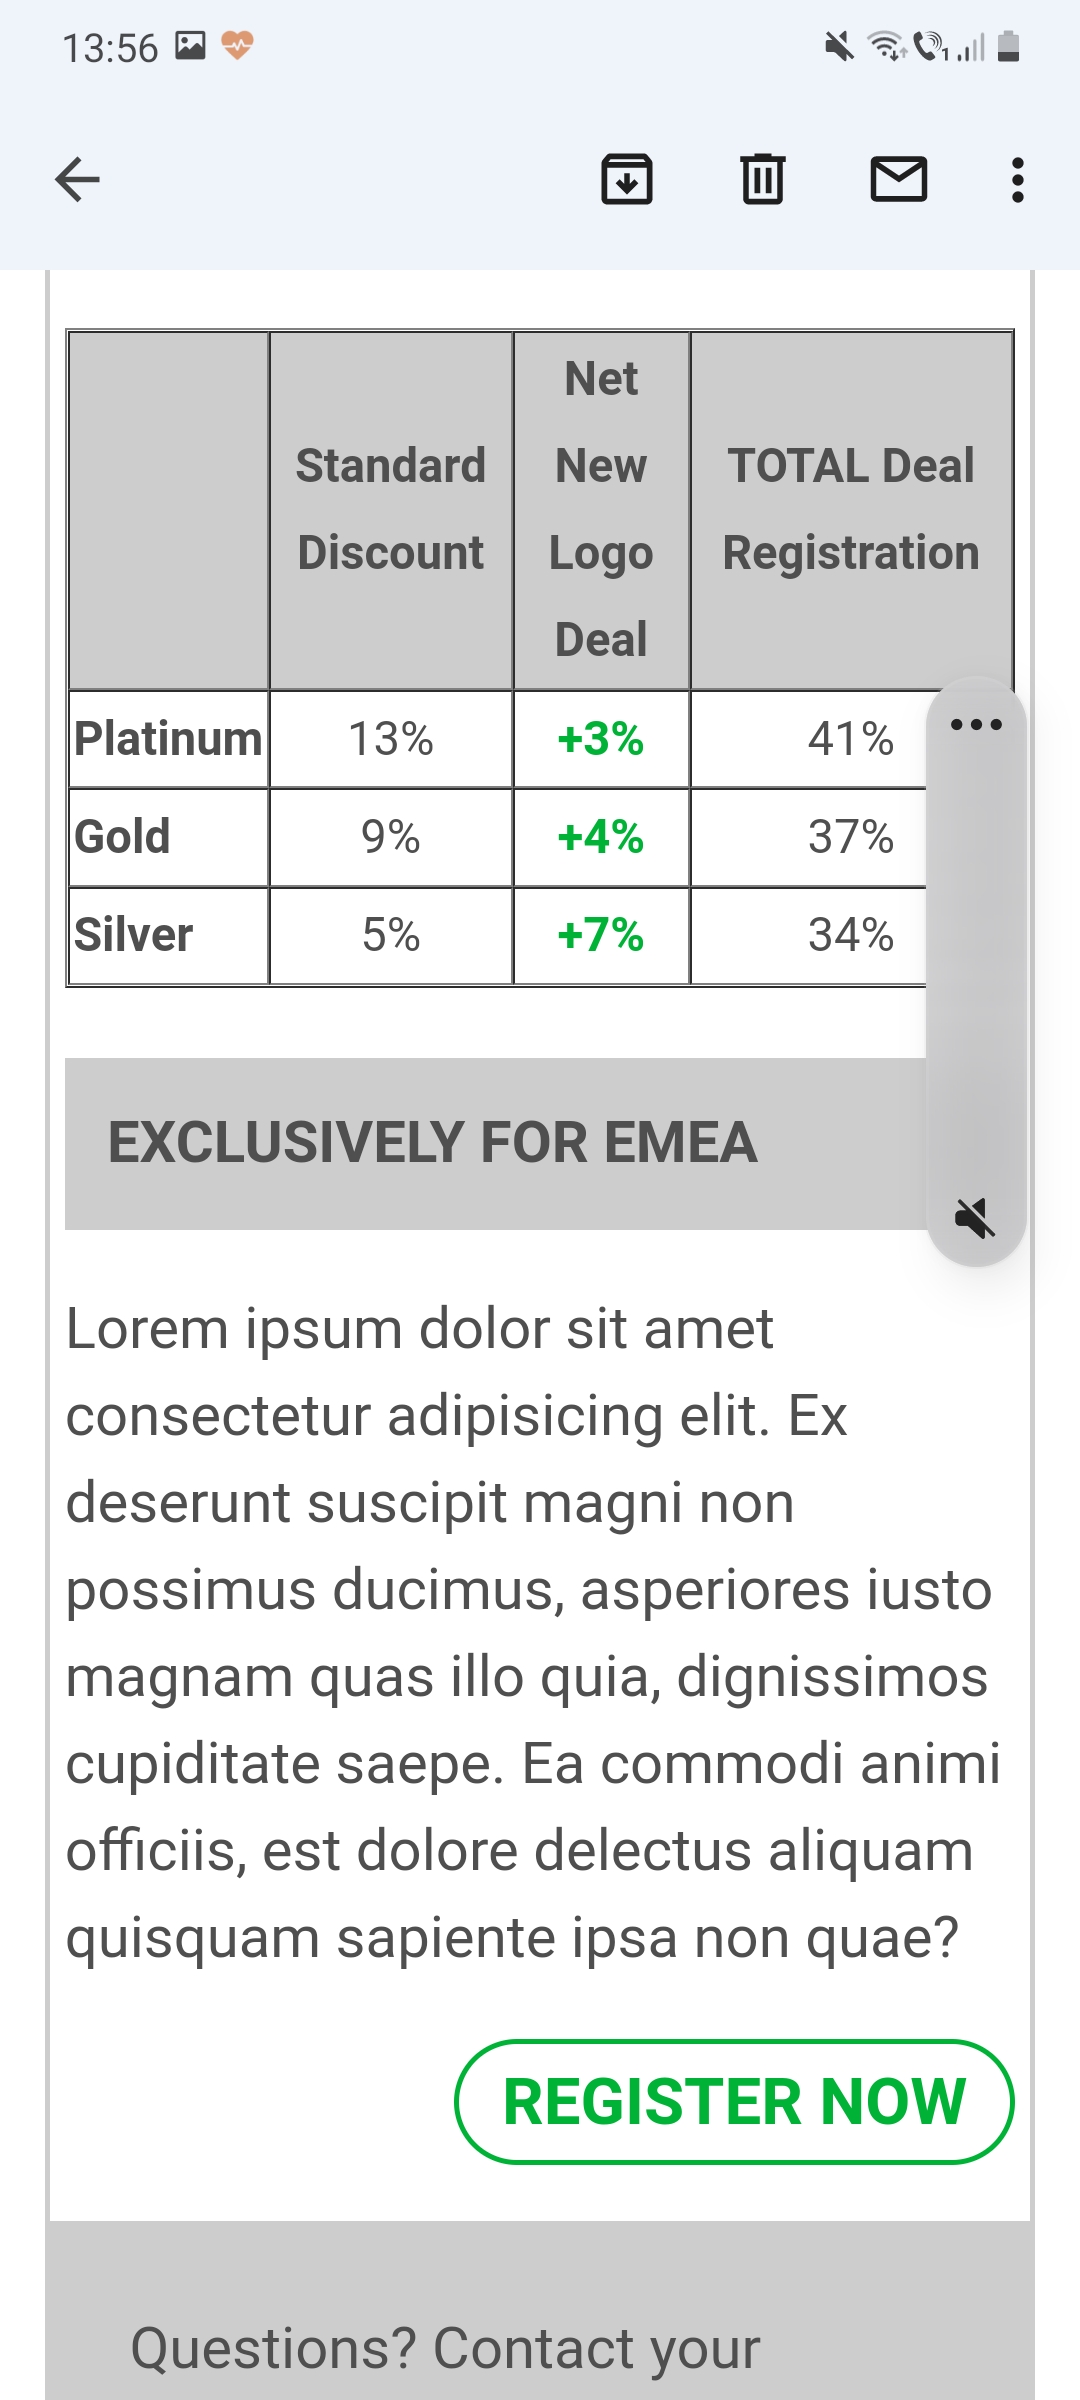 13:56
Standard Discount
Net New Logo Deal
TOTAL Deal Registration
Platinum 13% +3% 41%
Gold 9% +4% 37%
Silver 5% +7% 34%
EXCLUSIVELY FOR EMEA
Lorem ipsum dolor sit amet
consectetur adipisicing elit. Ex
deserunt suscipit magni non
possimus ducimus, asperiores iusto
magnam quas illo quia, dignissimos
cupiditate saepe. Ea commodi animi
officiis, est dolore delectus aliquam
quisquam sapiente ipsa non quae?
REGISTER NOW
Questions? Contact your